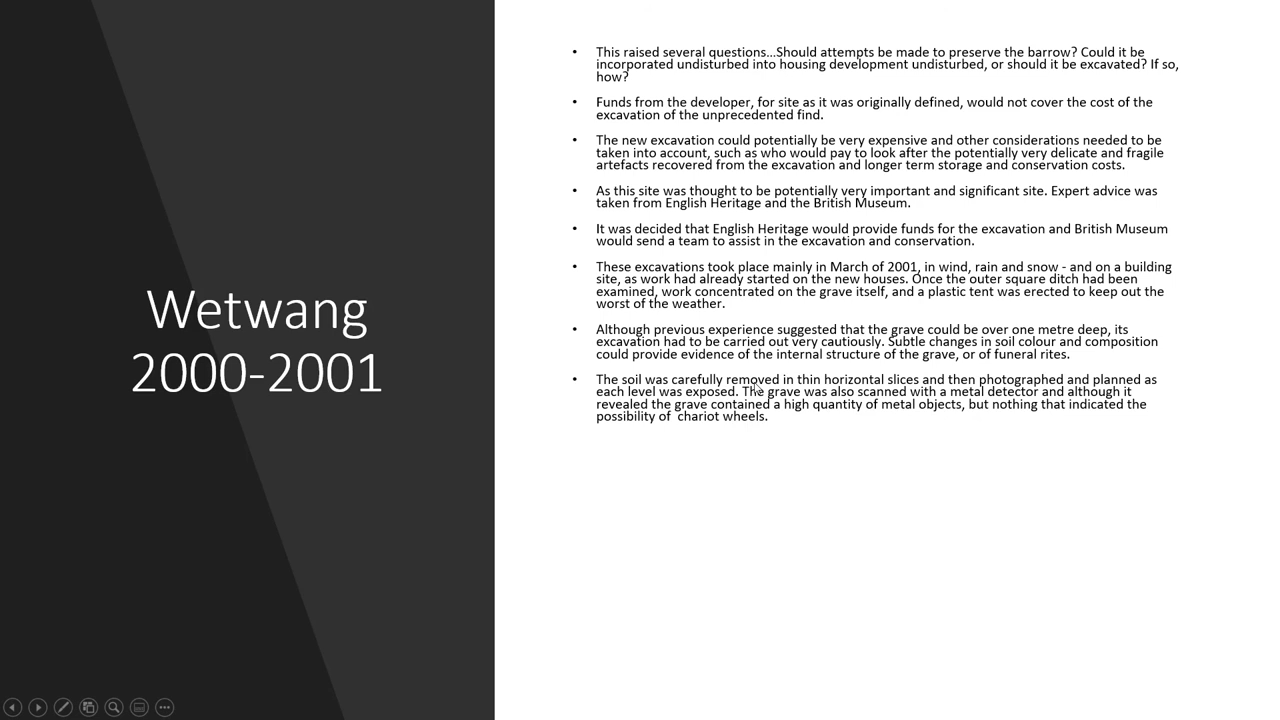 Wetwang
2000-2001
• This raised several questions...Should attempts be made to preserve the barrow? Could it be
incorporated undisturbed into housing development undisturbed, or should it be excavated? If so,
how?
• Funds from the developer, for site as it was originally defined, would not cover the cost of the
excavation of the unprecedented find.
• The new excavation could potentially be very expensive and other considerations needed to be
taken into account, such as who would pay to look after the potentially very delicate and fragile
artefacts recovered from the excavation and longer term storage and conservation costs.
• As this site was thought to be potentially very important and significant site. Expert advice was
taken from English Heritage and the British Museum.
• It was decided that English Heritage would provide funds for the excavation and British Museum
would send a team to assist in the excavation and conservation.
• These excavations took place mainly in March of 2001, in wind, rain and snow - and on a building
site, as work had already started on the new houses. Once the outer square ditch had been
examined, work concentrated on the grave itself, and a plastic tent was erected to keep out the
worst of the weather.
• Although previous experience suggested that the grave could be over one metre deep, its
excavation had to be carried out very cautiously. Subtle changes in soil colour and composition
could provide evidence of the internal structure of the grave, or of funeral rites.
• The soil was carefully removed in thin horizontal slices and then photographed and planned as
each level was exposed. The grave was also scanned with a metal detector and although it
revealed the grave contained a high quantity of metal objects, but nothing that indicated the
possibility of  chariot wheels.